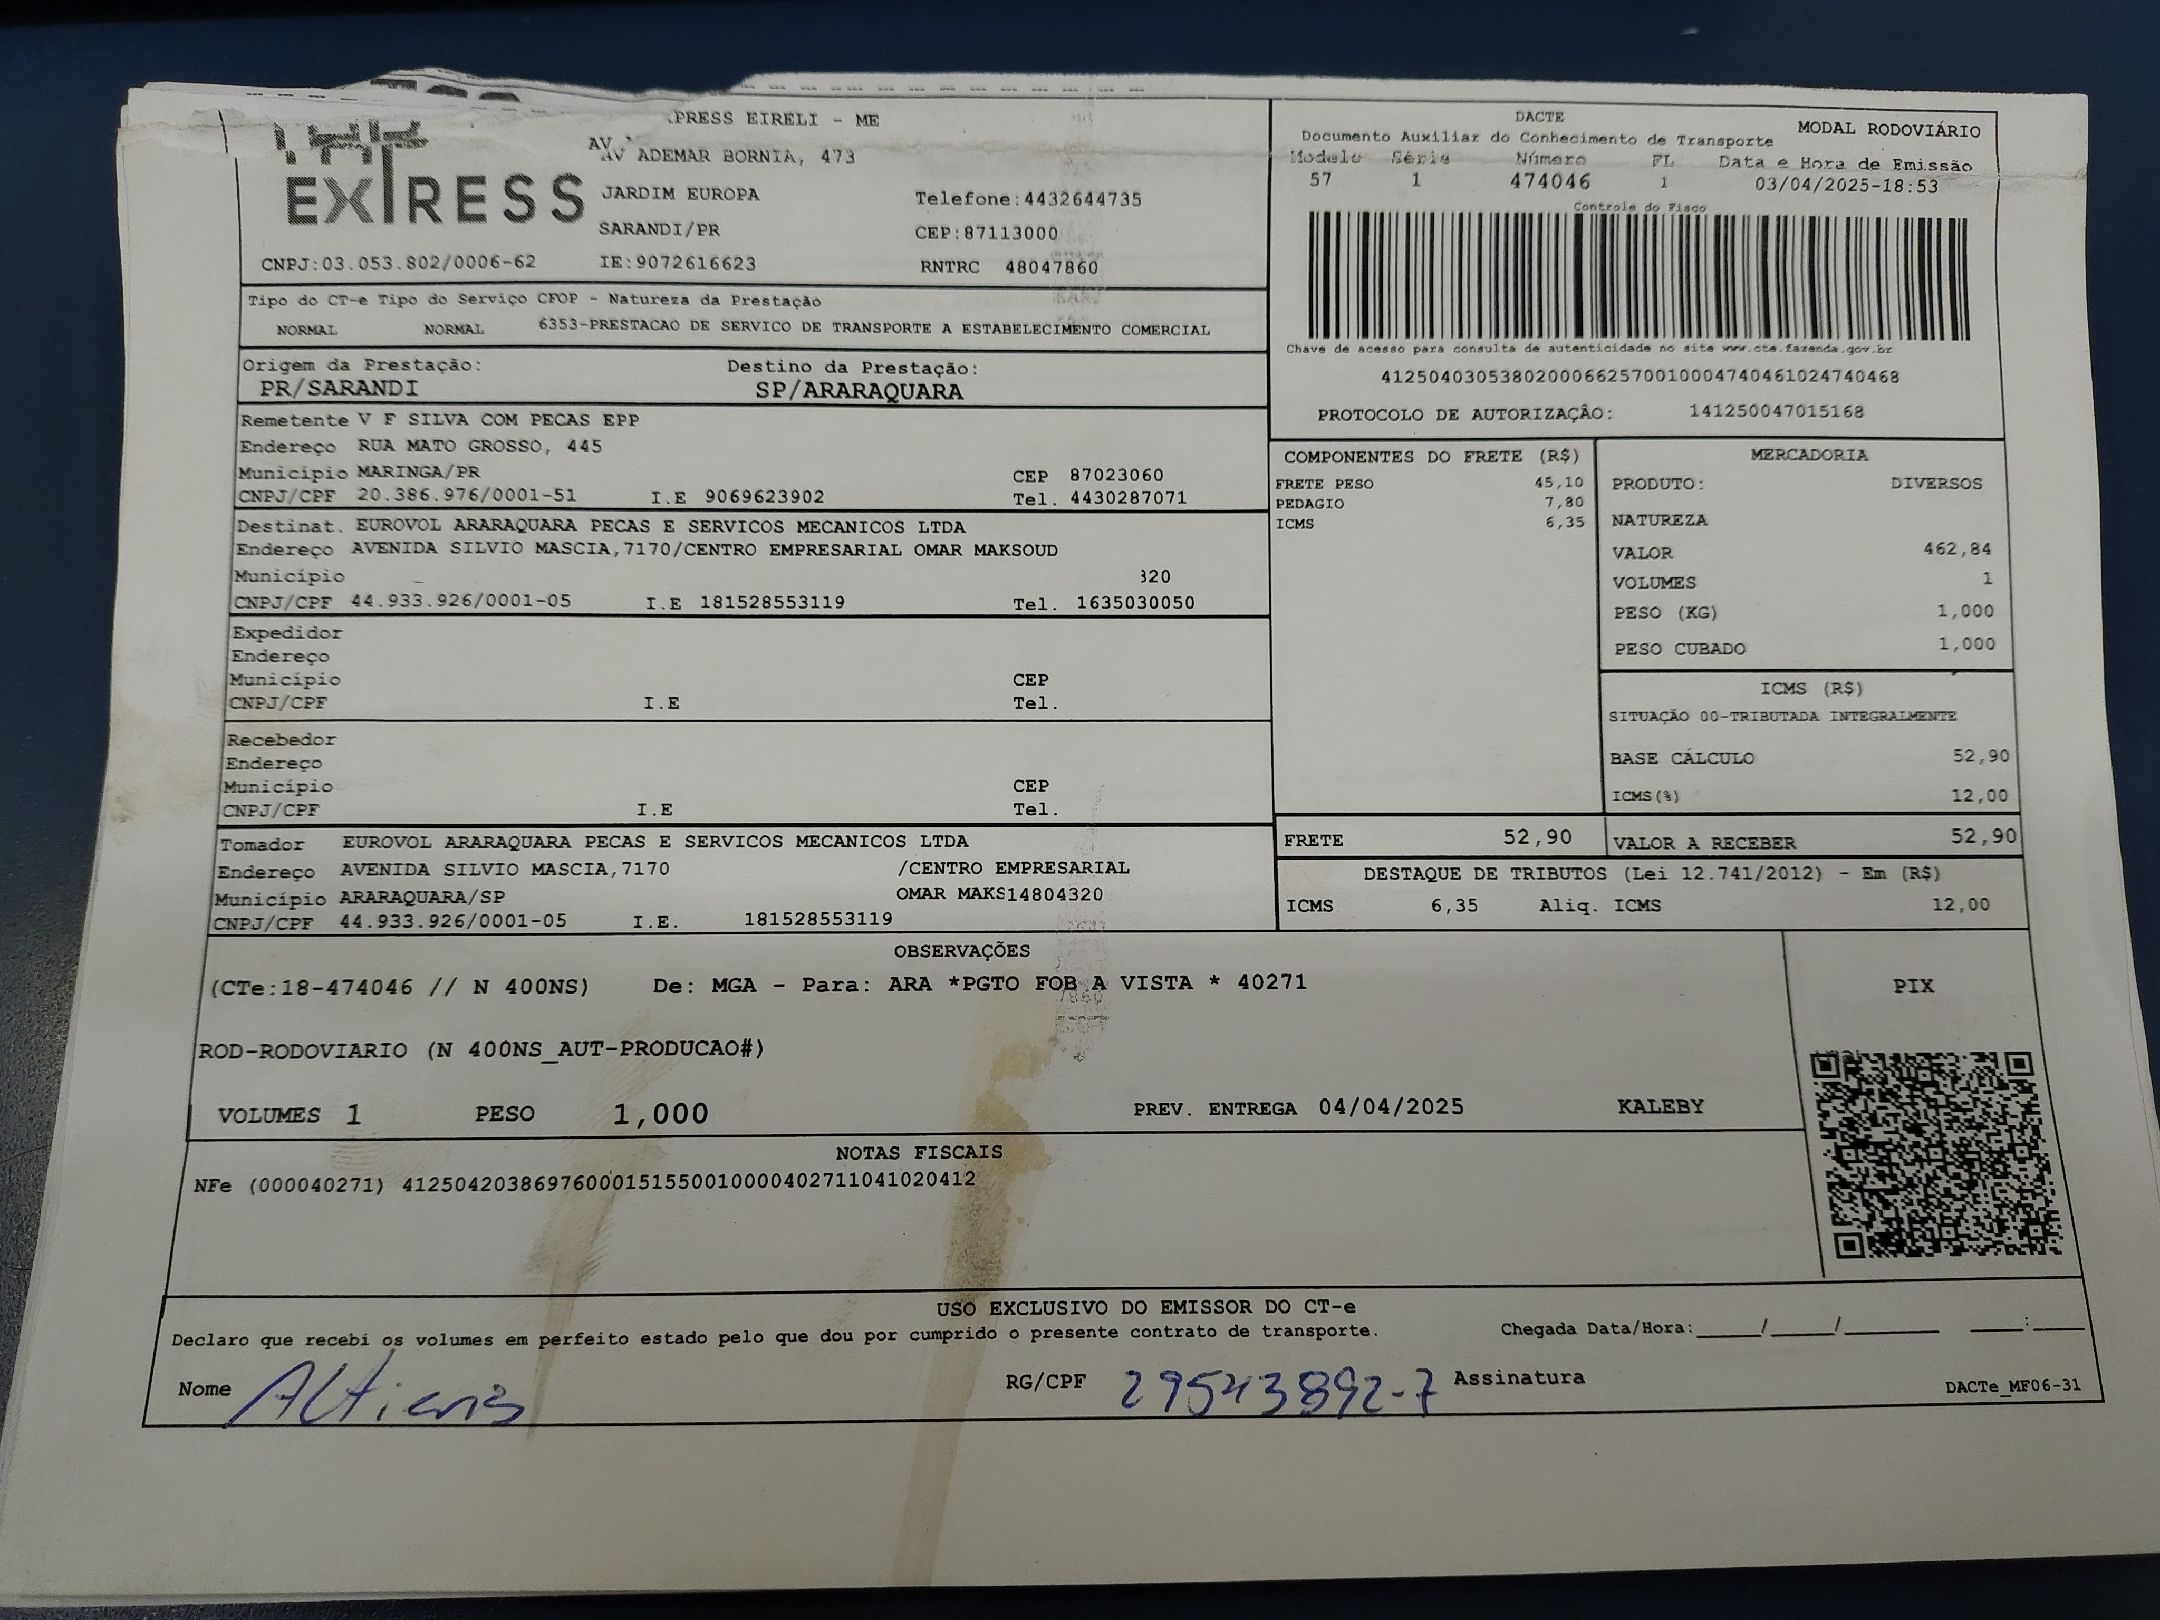 EXPRESS
PRESS EIRELI - ME
AV ADEMAR BORNIA, 473
JARDIM EUROPA Telefone:4432644735
SARANDI/PR CEP:87113000
CNPJ:03.053.802/0006-62 IE:9072616623 RNTRC 48047860
DACTE
Documento Auxiliar do Conhecimento de Transporte MODAL RODOVIÁRIO
Modelo Série Número FL Data e Hora de Emissão
57 1 474046 1 03/04/2025-18:53
Controle do Fisco
Chave de acesso para consulta de autenticidade no site www.cte.fazenda.gov.br
41250403053802000662570010004740461024740468
PROTOCOLO DE AUTORIZAÇÂO: 141250047015168
Tipo do CT-e Tipo do Serviço CFOP - Natureza da Prestação
NORMAL NORMAL 6353-PRESTACAO DE SERVICO DE TRANSPORTE A ESTABELECIMENTO COMERCIAL
Origem da Prestação: Destino da Prestação:
PR/SARANDI SP/ARARAQUARA
Remetente V F SILVA COM PECAS EPP
Endereço RUA MATO GROSSO, 445
Município MARINGA/PR CEP 87023060
CNPJ/CPF 20.386.976/0001-51 I.E 9069623902 Tel. 4430287071
Destinat. EUROVOL ARARAQUARA PECAS E SERVICOS MECANICOS LTDA
Endereço AVENIDA SILVIO MASCIA,7170/CENTRO EMPRESARIAL OMAR MAKSOUD
Município 320
CNPJ/CPF 44.933.926/0001-05 I.E 181528553119 Tel. 1635030050
Expedidor
Endereço
Município CEP
CNPJ/CPF I.E Tel.
Recebedor
Endereço
Município CEP
CNPJ/CPF I.E Tel.
Tomador EUROVOL ARARAQUARA PECAS E SERVICOS MECANICOS LTDA
Endereço AVENIDA SILVIO MASCIA,7170 /CENTRO EMPRESARIAL
Município ARARAQUARA/SP OMAR MAKS14804320
CNPJ/CPF 44.933.926/0001-05 I.E. 181528553119
COMPONENTES DO FRETE (R$)
FRETE PESO 45,10
PEDAGIO 7,80
ICMS 6,35
MERCADORIA
PRODUTO: DIVERSOS
NATUREZA
VALOR 462,84
VOLUMES 1
PESO (KG) 1,000
PESO CUBADO 1,000
ICMS (R$)
SITUAÇÃO 00-TRIBUTADA INTEGRALMENTE
BASE CÁLCULO 52,90
ICMS(%) 12,00
FRETE 52,90 VALOR A RECEBER 52,90
DESTAQUE DE TRIBUTOS (Lei 12.741/2012) - Em (R$)
ICMS 6,35 Aliq. ICMS 12,00
OBSERVAÇÕES
(CTe:18-474046 // N 400NS) De: MGA - Para: ARA *PGTO FOB A VISTA * 40271
ROD-RODOVIARIO (N 400NS_AUT-PRODUCAO#)
VOLUMES 1 PESO 1,000 PREV. ENTREGA 04/04/2025 KALEBY
PIX
NOTAS FISCAIS
NFe (000040271) 41250420386976000151550010000402711041020412
USO EXCLUSIVO DO EMISSOR DO CT-e
Declaro que recebi os volumes em perfeito estado pelo que dou por cumprido o presente contrato de transporte. Chegada Data/Hora:____/____/______ ____:____
Nome RG/CPF 29543892-7 Assinatura
DACTe_MF06-31